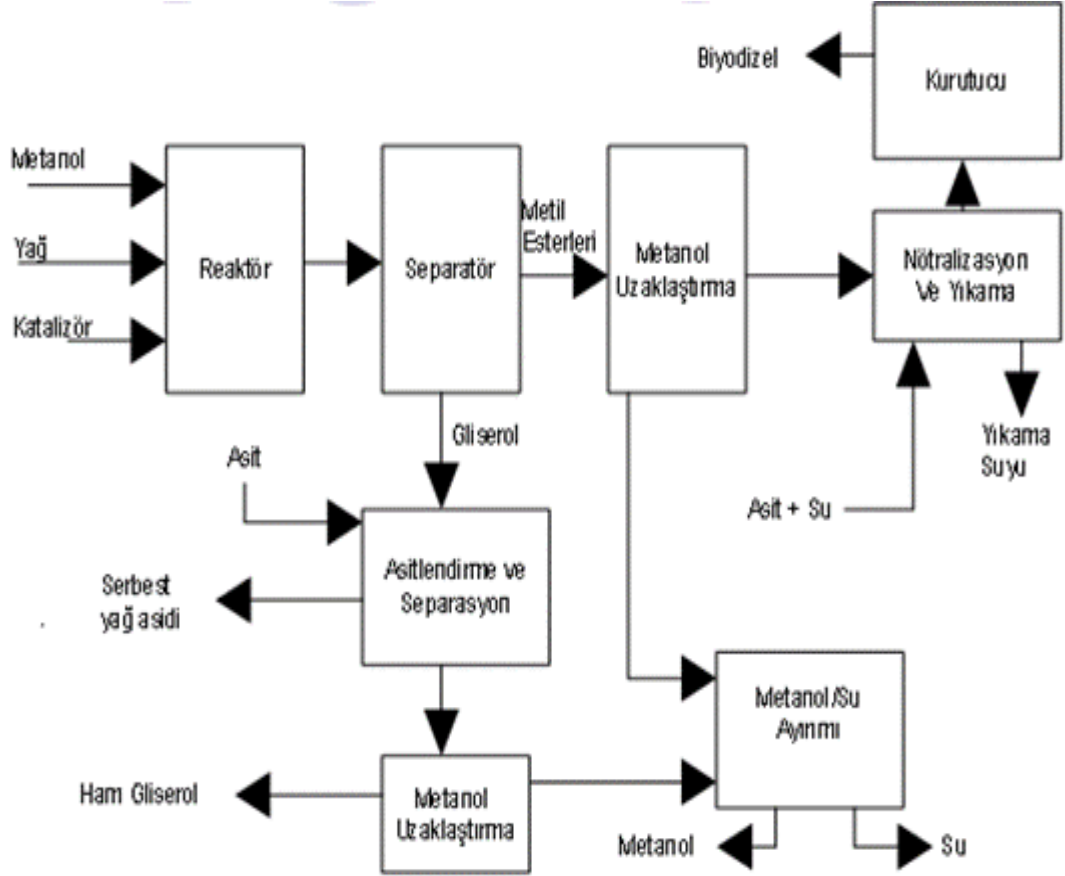 Biyodizel
Kurutucu
Metanol
Yağ
Katalizör
Reaktör
Separatör
Metil
Esterleri
Metanol
Uzaklaştırma
Nötralizasyon
Ve Yıkama
Gliserol
Yıkama
Suyu
Asit
Asit + Su
Asitlendirme ve
Separasyon
Serbest
yağ asidi
Metanol/Su
Ayırımı
Ham Gliserol
Metanol
Uzaklaştırma
Metanol
Su